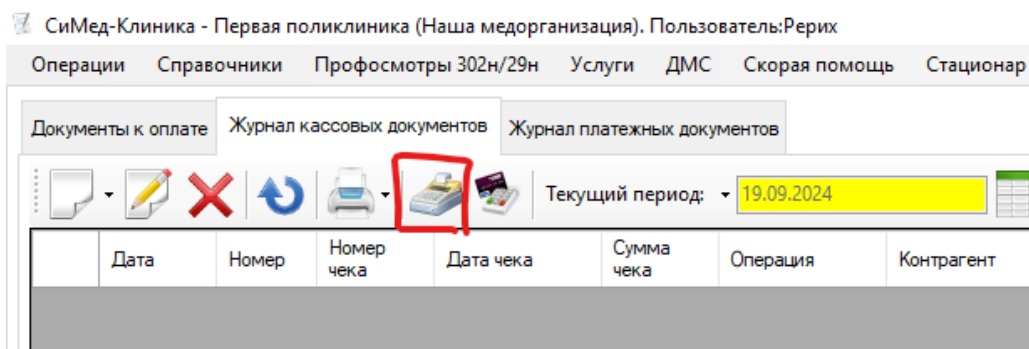 СиМед-Клиника - Первая поликлиника (Наша медорганизация). Пользователь:Рерих
Операции Справочники Профосмотры 302н/29н Услуги ДМС Скорая помощь Стационар
Документы к оплате Журнал кассовых документов Журнал платежных документов
Текущий период: 19.09.2024
Дата Номер Номер чека Дата чека Сумма чека Операция Контрагент